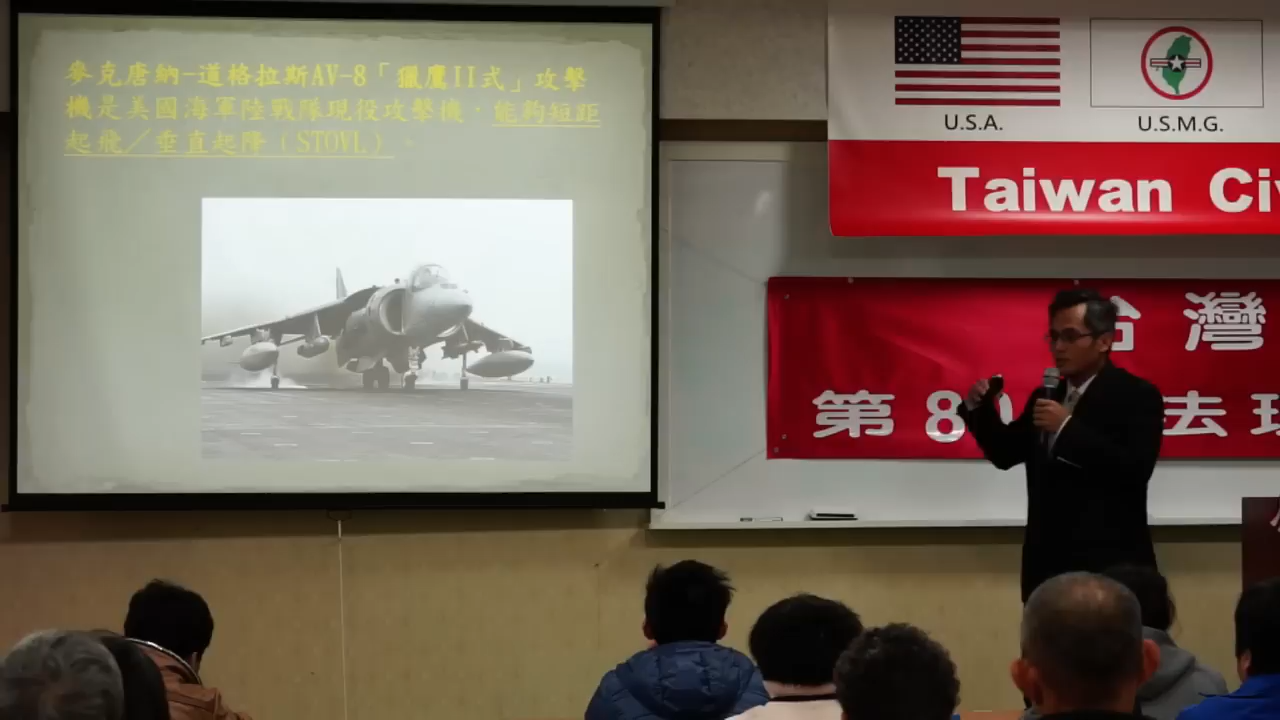 麥克唐納-道格拉斯AV-8「獵鷹II式」攻擊
機是美國海軍陸戰隊現役攻擊機，能夠短距
起飛／垂直起降（STOVL）。
U.S.A.
U.S.M.G.
Taiwan Ci
台灣
第 8 去